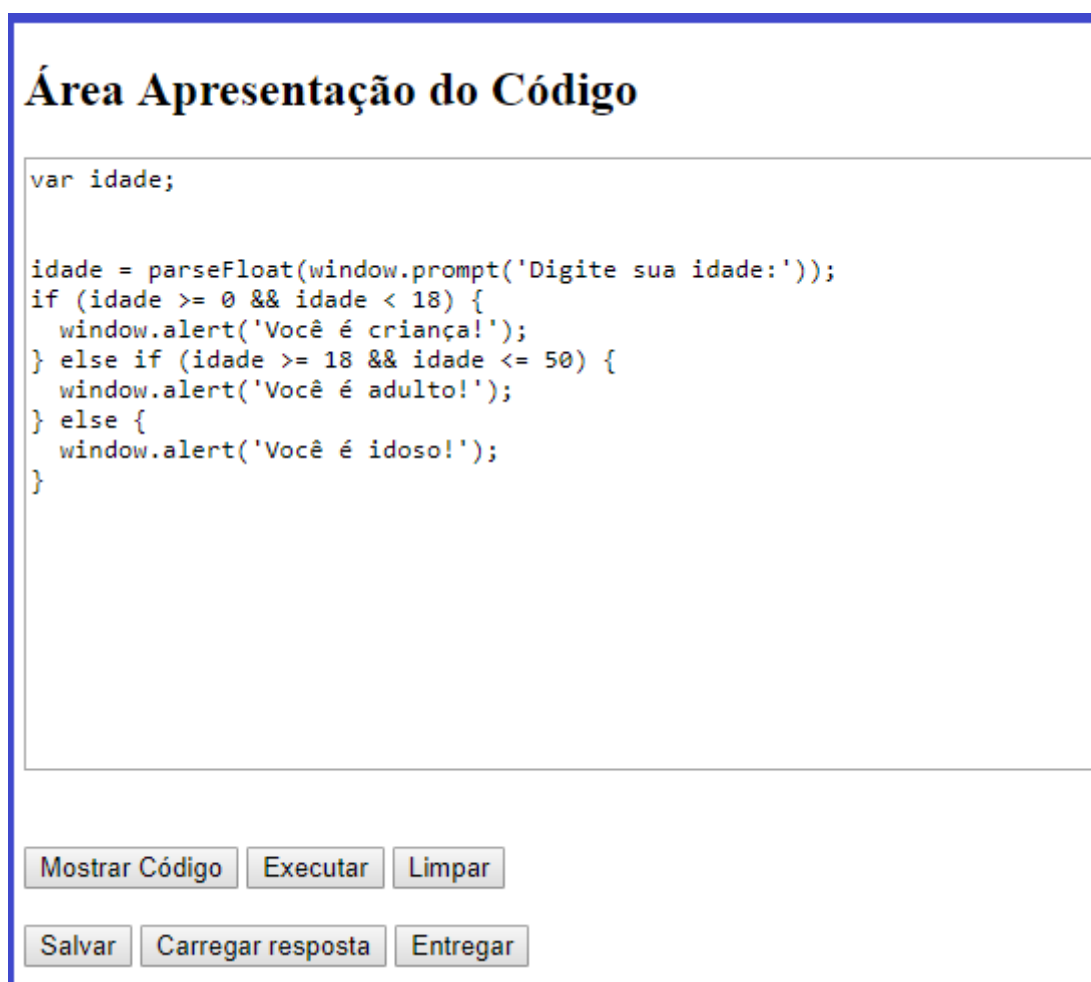 Área Apresentação do Código
var idade;
idade = parseFloat(window.prompt('Digite sua idade:'));
if (idade >= 0 && idade < 18) {
  window.alert('Você é criança!');
} else if (idade >= 18 && idade <= 50) {
  window.alert('Você é adulto!');
} else {
  window.alert('Você é idoso!');
}
Mostrar Código Executar Limpar
Salvar Carregar resposta Entregar